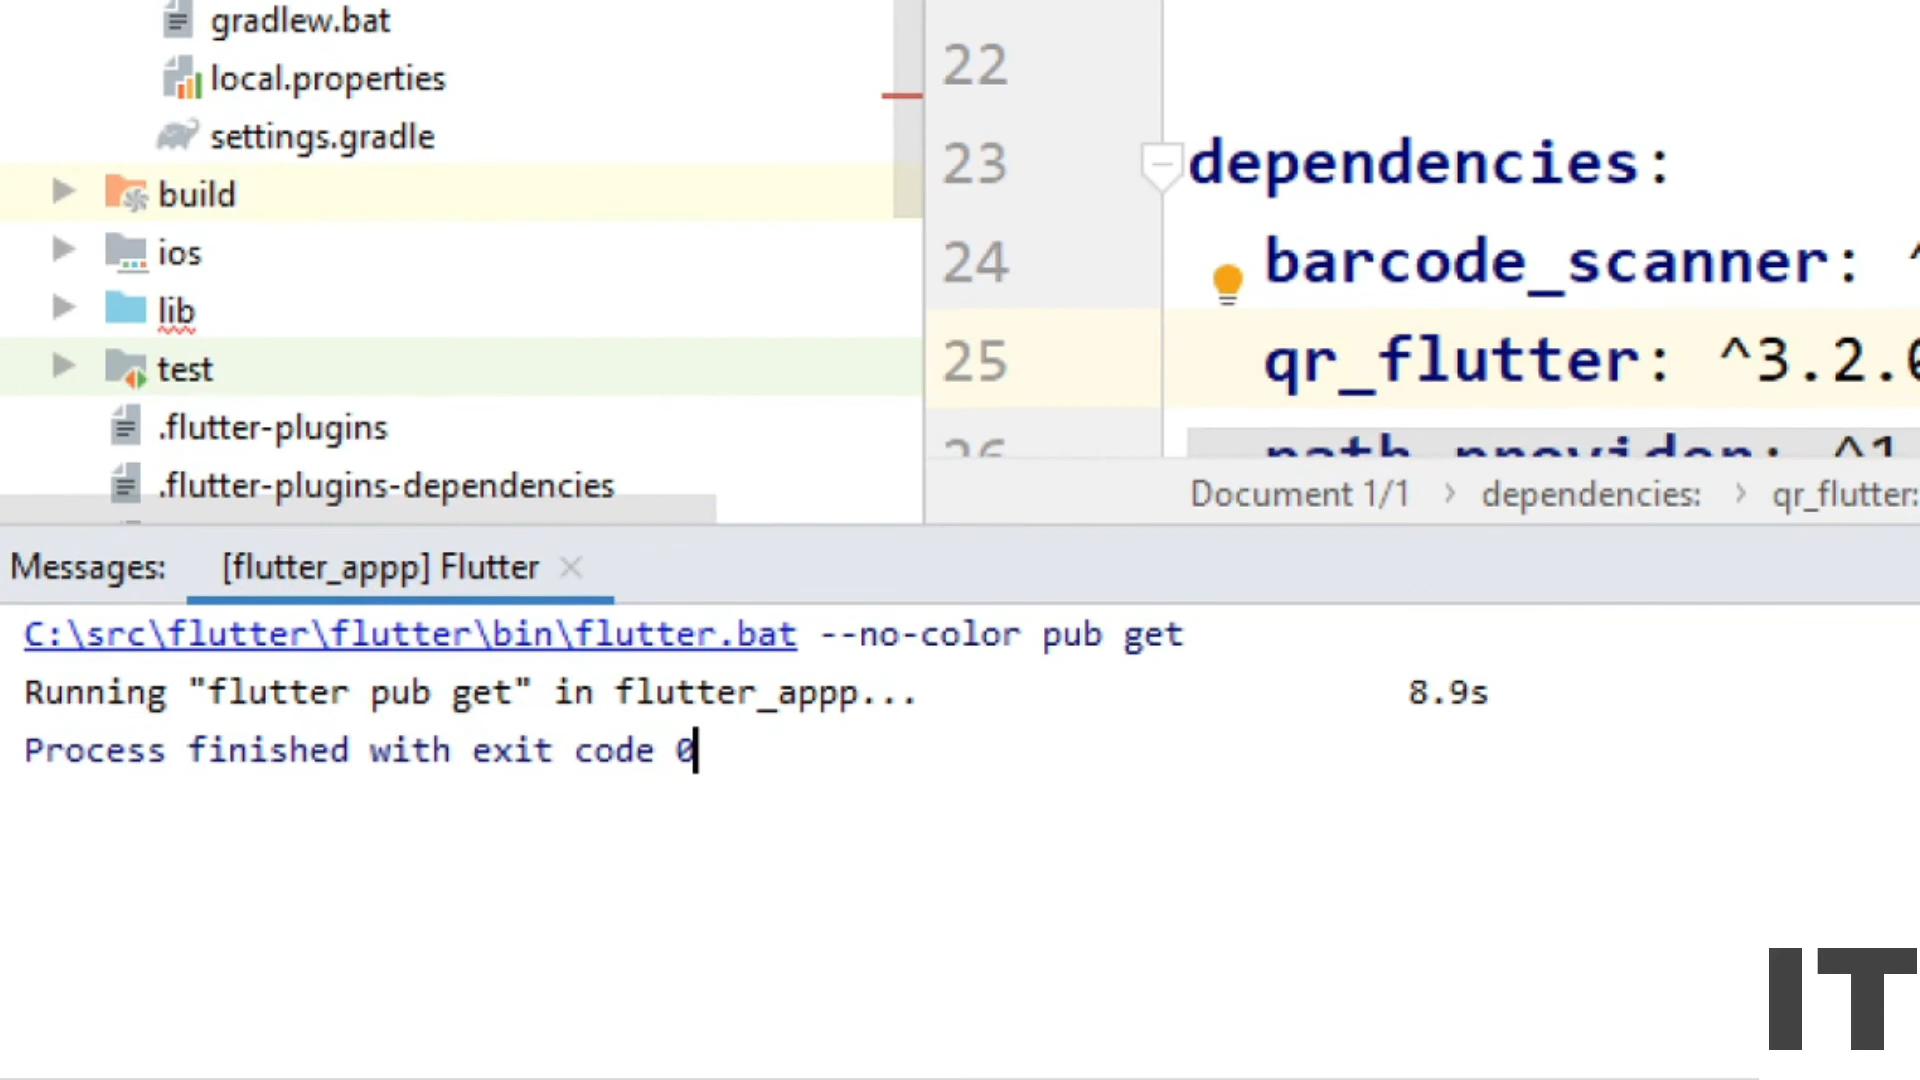 gradlew.bat
local.properties
settings.gradle
build
ios
lib
test
.flutter-plugins
.flutter-plugins-dependencies
22
23 dependencies:
24 barcode_scanner: ^
25 qr_flutter: ^3.2.0
26 path_provider: ^1
Document 1/1 › dependencies: › qr_flutter:
Messages: [flutter_appp] Flutter ×
C:\src\flutter\flutter\bin\flutter.bat --no-color pub get
Running "flutter pub get" in flutter_appp... 8.9s
Process finished with exit code 0
IT